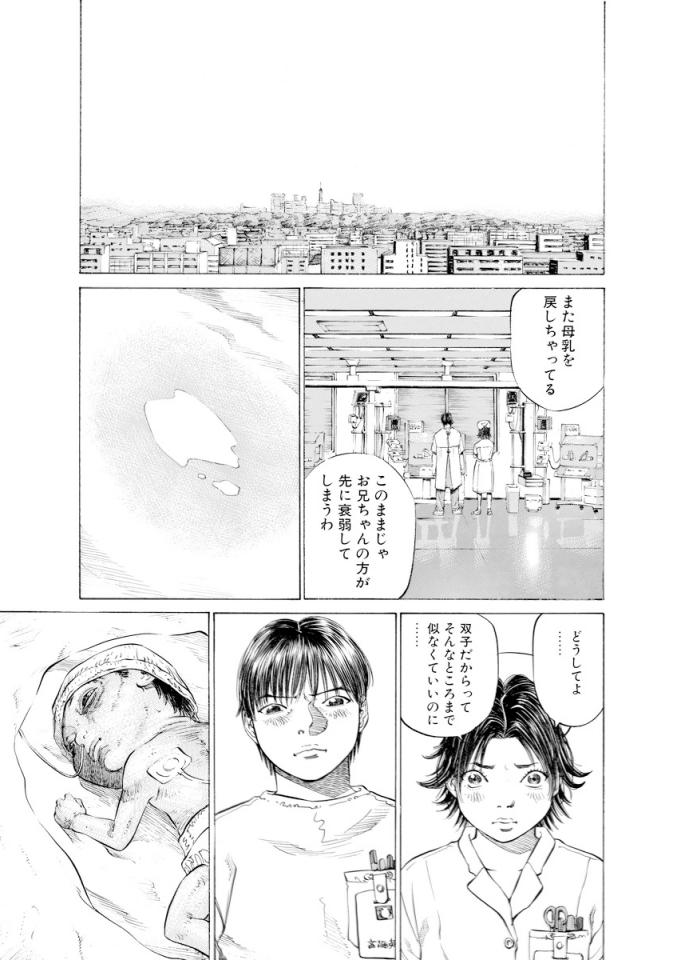 また母乳を
戻しちゃってる
このままじゃ
お兄ちゃんの方が
先に衰弱して
しまうわ
どうしてよ
……
双子だからって
そんなところまで
似なくていいのに
……